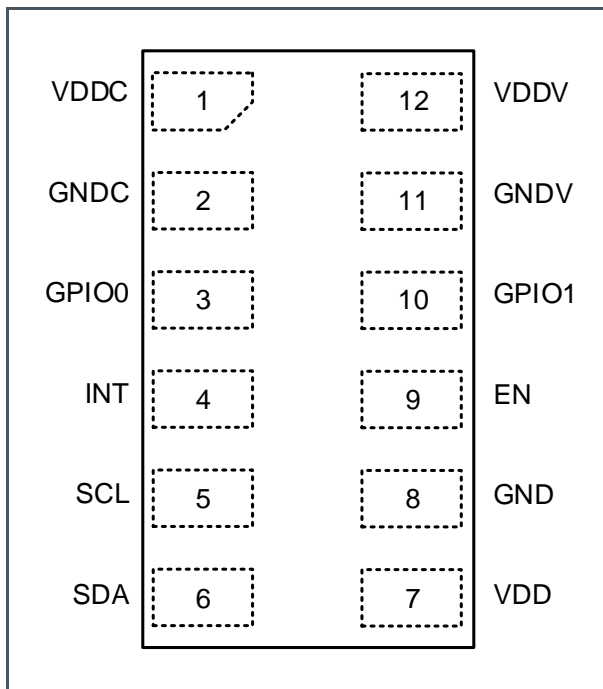 VDDC 1 12 VDDV
GNDC 2 11 GNDV
GPIO0 3 10 GPIO1
INT 4 9 EN
SCL 5 8 GND
SDA 6 7 VDD